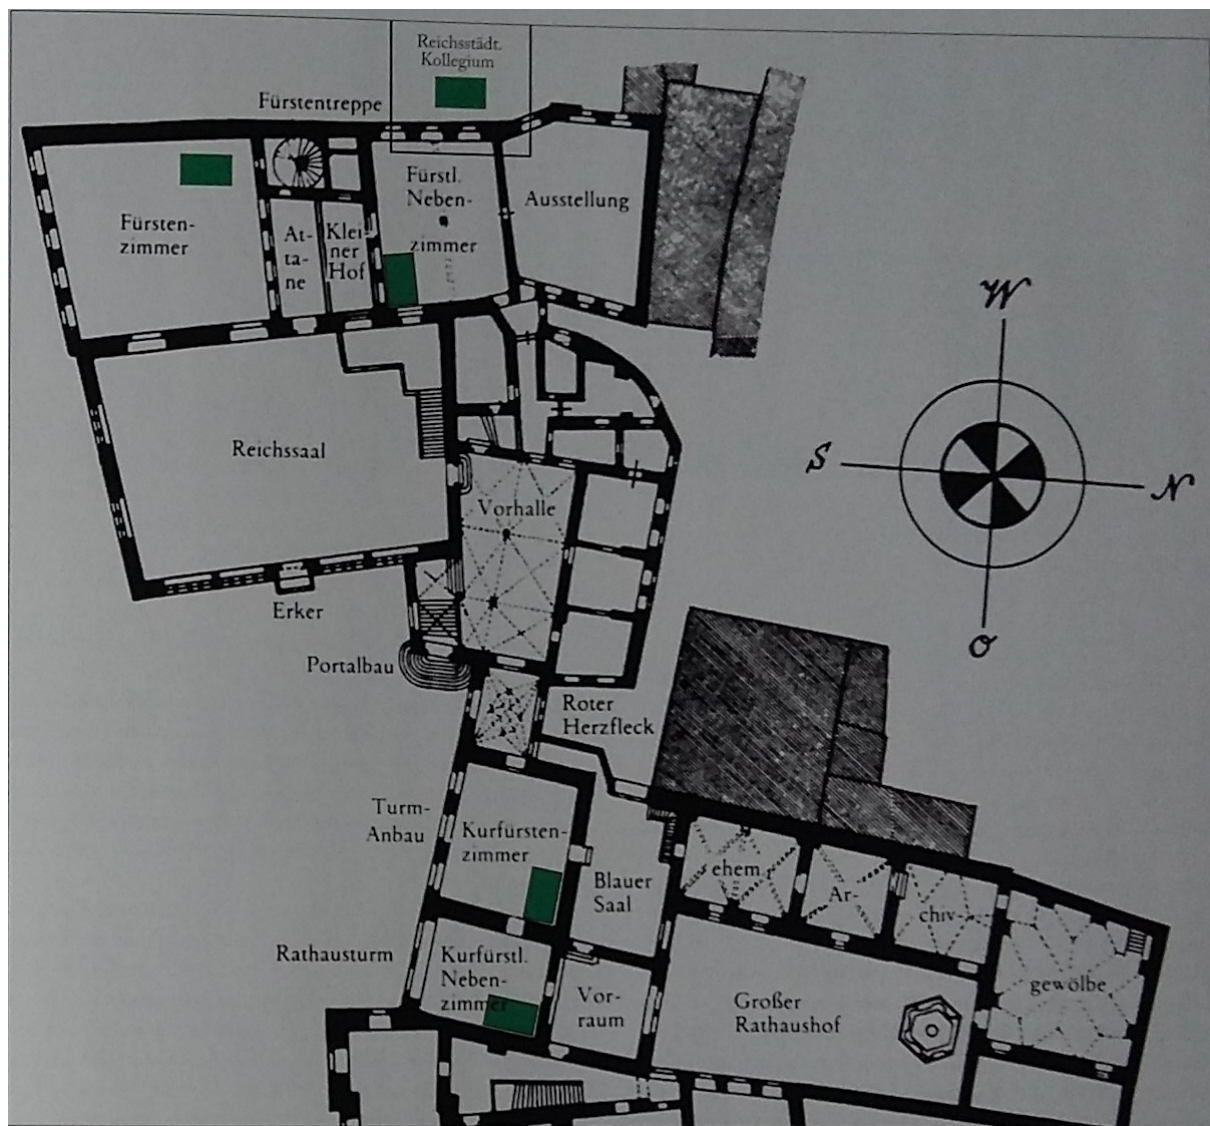 Reichsstädt.
Kollegium
Fürstentreppe
Fürsten-
zimmer
At-
ta-
ne
Klei-
ner
Hof
Fürstl.
Neben-
zimmer
Ausstellung
W
S
N
O
Reichssaal
Vorhalle
Erker
Portalbau
Roter
Herzfleck
Turm-
Anbau
Kurfürsten-
zimmer
Blauer
Saal
ehem.
Ar-
chiv-
gewölbe
Rathausturm
Kurfürstl.
Neben-
zimmer
Vor-
raum
Großer
Rathaushof